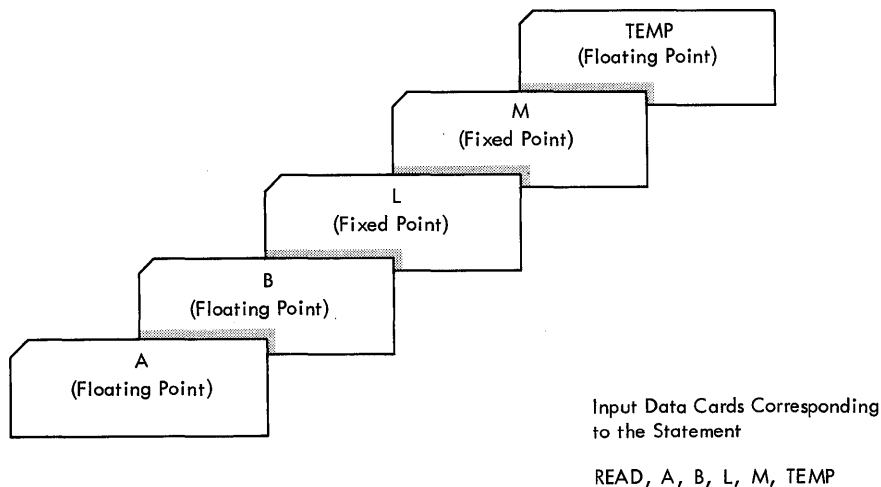 TEMP
(Floating Point)
M
(Fixed Point)
L
(Fixed Point)
B
(Floating Point)
A
(Floating Point)
Input Data Cards Corresponding
to the Statement
READ, A, B, L, M, TEMP